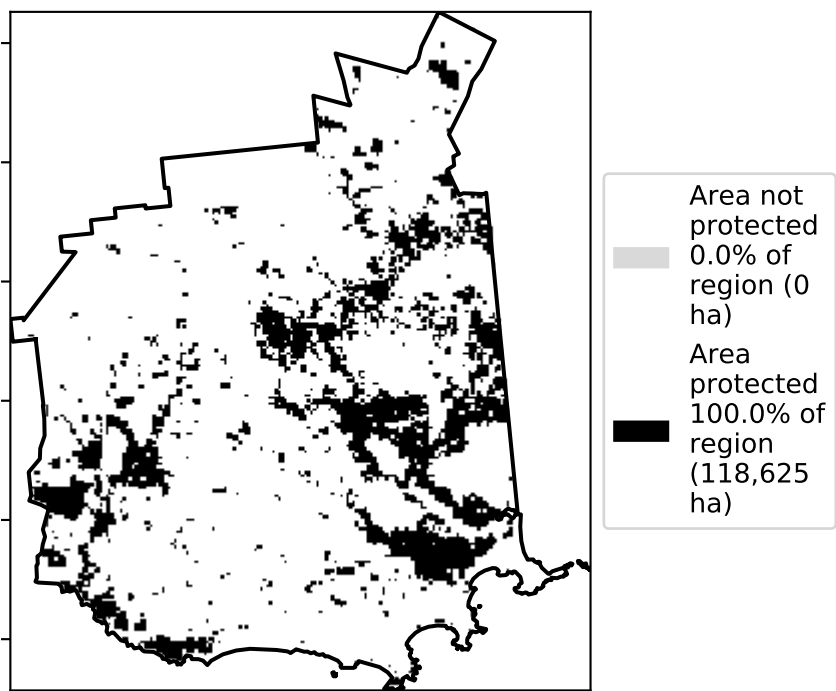 Area not
protected
0.0% of
region (0
ha)
Area
protected
100.0% of
region
(118,625
ha)